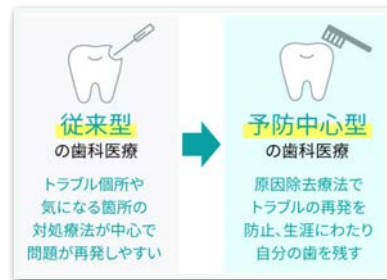 従来型
の歯科医療
トラブル個所や
気になる箇所の
対処療法が中心で
問題が再発しやすい
予防中心型
の歯科医療
原因除去療法で
トラブルの再発を
防止、生涯にわたり
自分の歯を残す